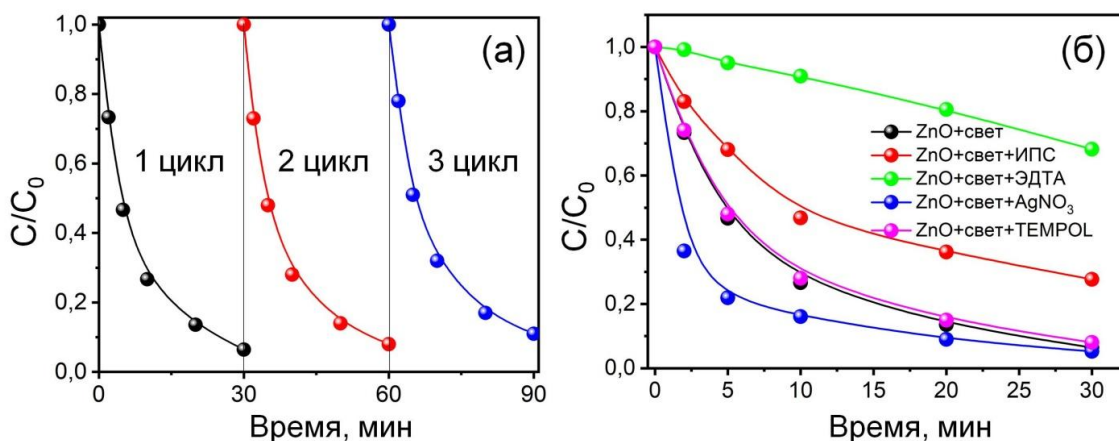 (а)
1 цикл
2 цикл
3 цикл
C/C0
1,0
0,8
0,6
0,4
0,2
0,0
0
30
60
90
Время, мин
(б)
ZnO+свет
ZnO+свет+ИПС
ZnO+свет+ЭДТА
ZnO+свет+AgNO3
ZnO+свет+TEMPOL
C/C0
1,0
0,8
0,6
0,4
0,2
0,0
0
5
10
15
20
25
30
Время, мин